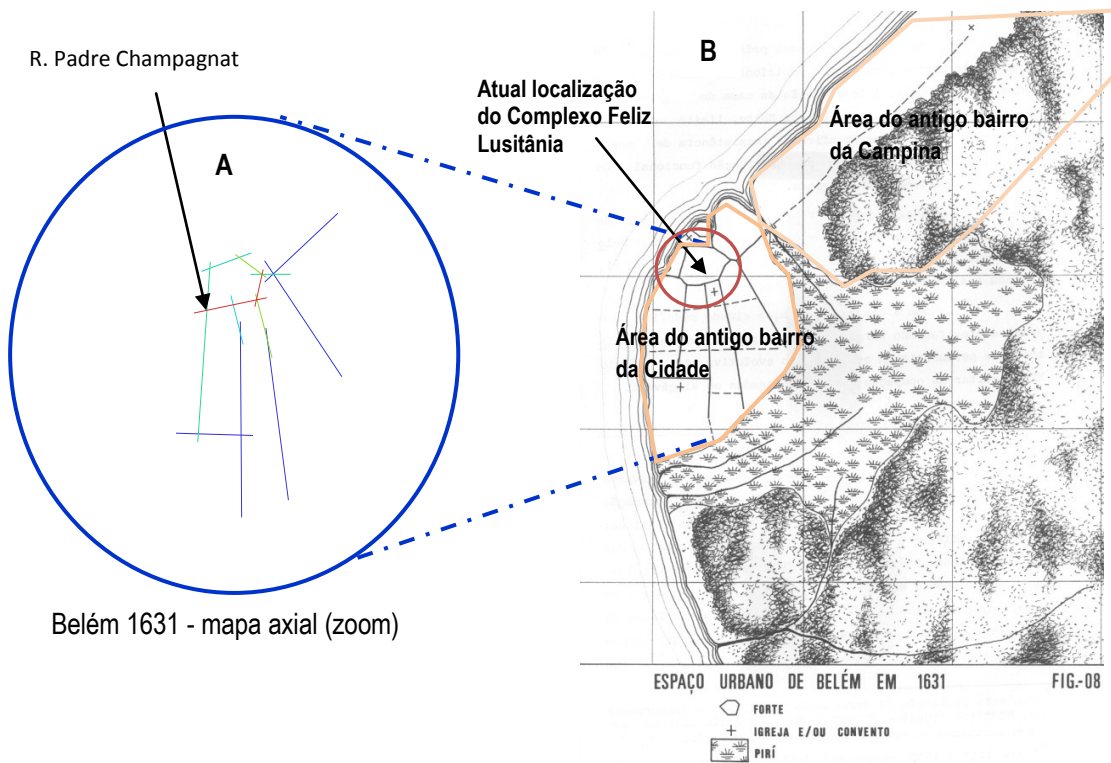 R. Padre Champagnat
A
Belém 1631 - mapa axial (zoom)
B
Atual localização
do Complexo Feliz
Lusitânia
Área do antigo bairro
da Campina
Área do antigo bairro
da Cidade
ESPAÇO URBANO DE BELÉM EM 1631 FIG.-08
FORTE
IGREJA E/OU CONVENTO
PIRÍ